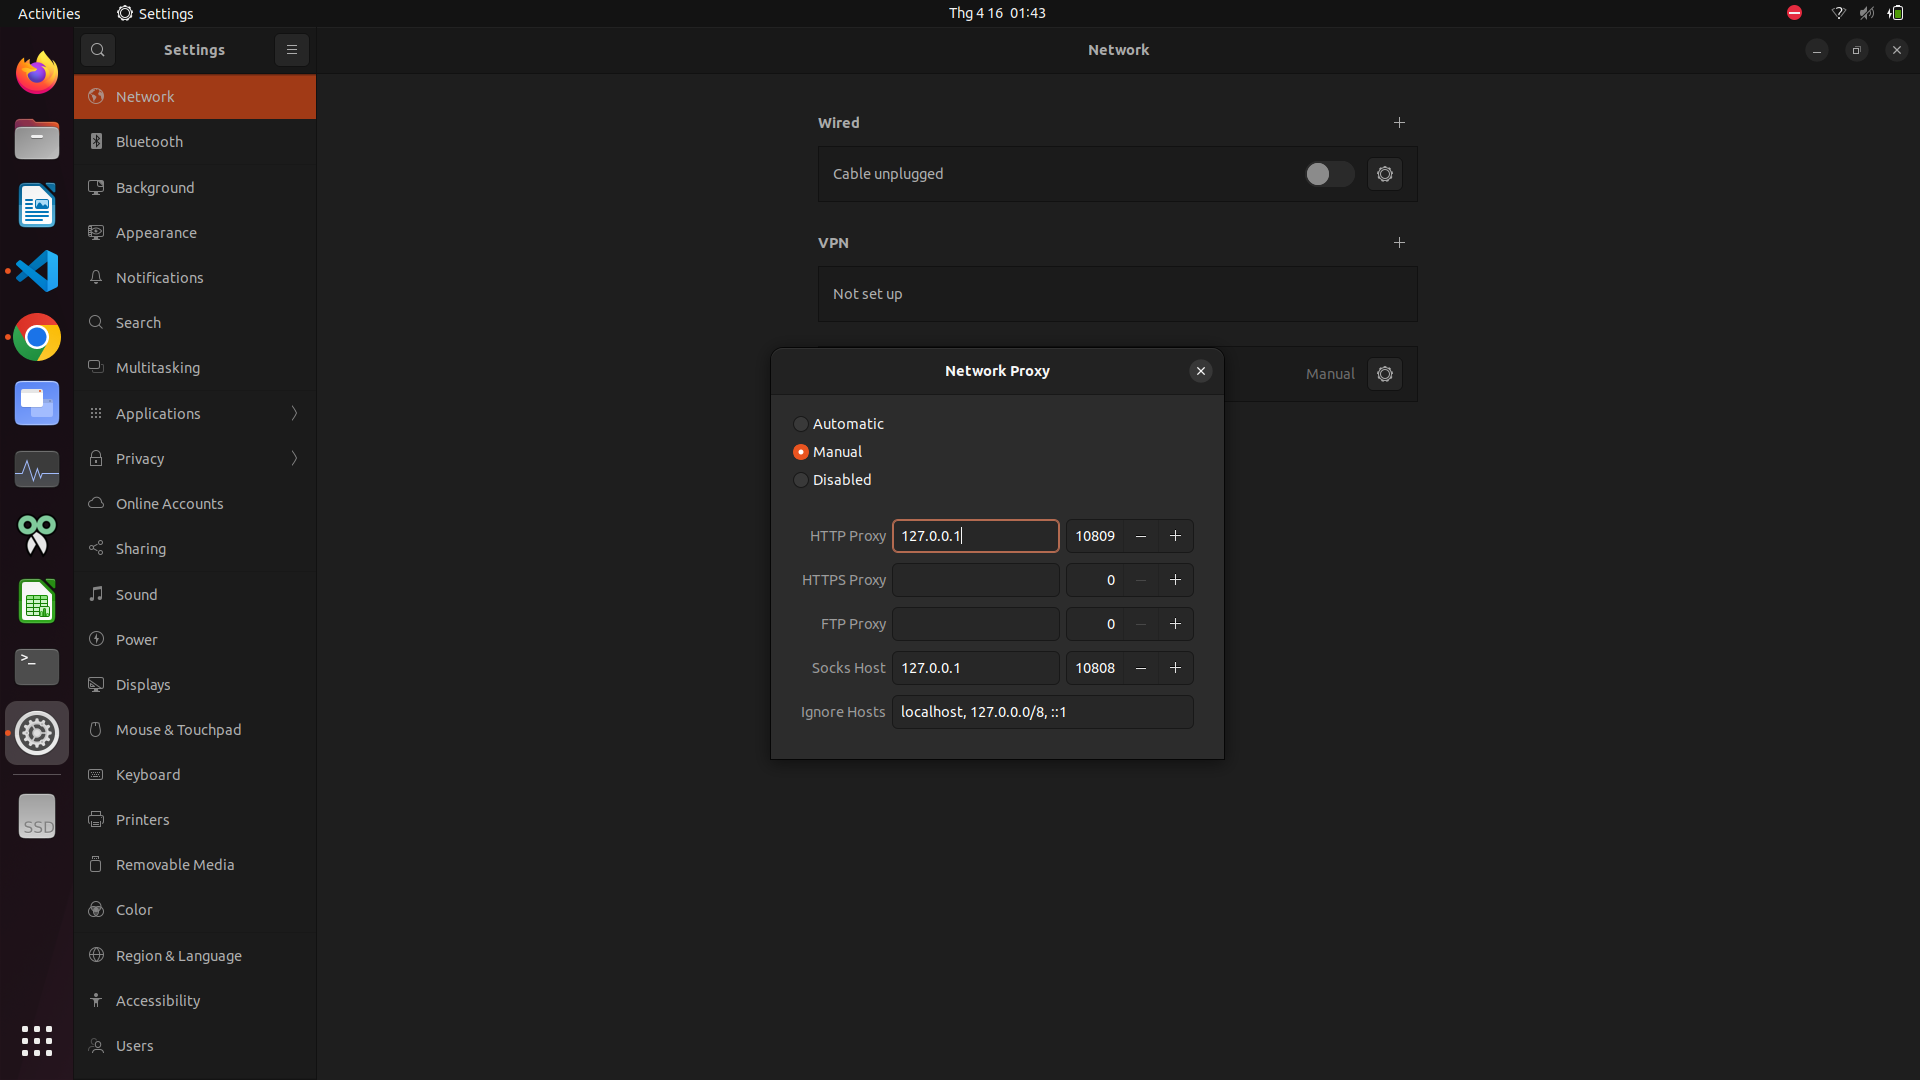 Activities
Settings
Thg 4 16 01:43
Settings
Network
Network
Bluetooth
Background
Appearance
Notifications
Search
Multitasking
Applications
Privacy
Online Accounts
Sharing
Sound
Power
Displays
Mouse & Touchpad
Keyboard
Printers
Removable Media
Color
Region & Language
Accessibility
Users
SSD
Wired
Cable unplugged
VPN
Not set up
Manual
Network Proxy
Automatic
Manual
Disabled
HTTP Proxy 127.0.0.1 10809
HTTPS Proxy 0
FTP Proxy 0
Socks Host 127.0.0.1 10808
Ignore Hosts localhost, 127.0.0.0/8, ::1